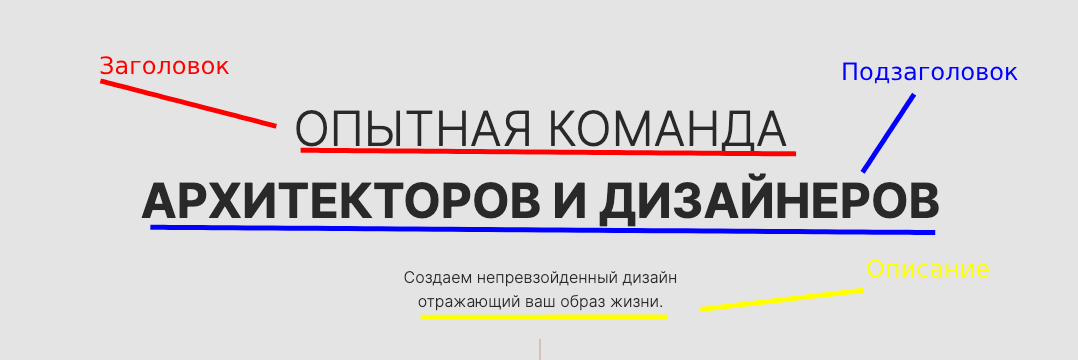 Заголовок
Подзаголовок
ОПЫТНАЯ КОМАНДА
АРХИТЕКТОРОВ И ДИЗАЙНЕРОВ
Описание
Создаем непревзойденный дизайн
отражающий ваш образ жизни.